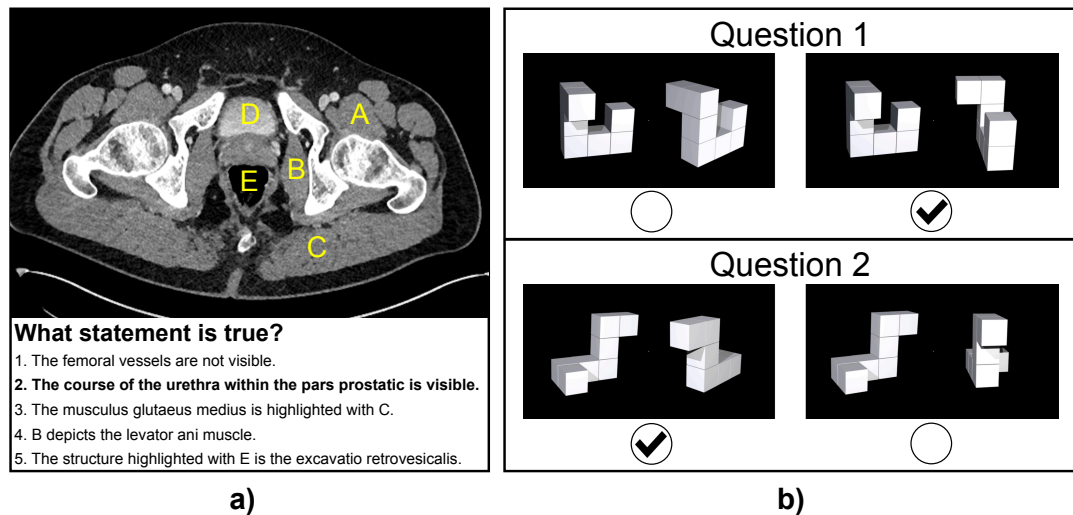 A
D
B
E
C
What statement is true?
1. The femoral vessels are not visible.
2. The course of the urethra within the pars prostatic is visible.
3. The musculus glutaeus medius is highlighted with C.
4. B depicts the levator ani muscle.
5. The structure highlighted with E is the excavatio retrovesicalis.
a)
Question 1
Question 2
b)